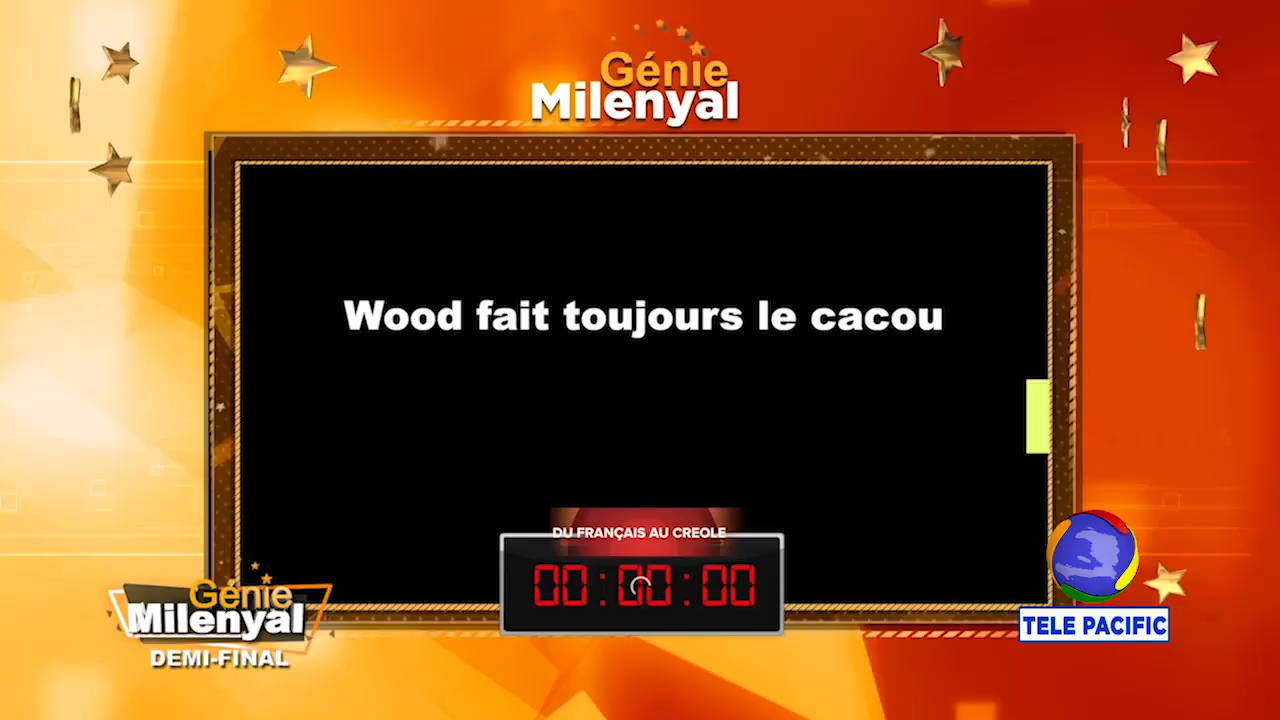 Génie
Milenyal
Wood fait toujours le cacou
DU FRANÇAIS AU CREOLE
00:00:00
Génie
Milenyal
DEMI-FINAL
TELE PACIFIC